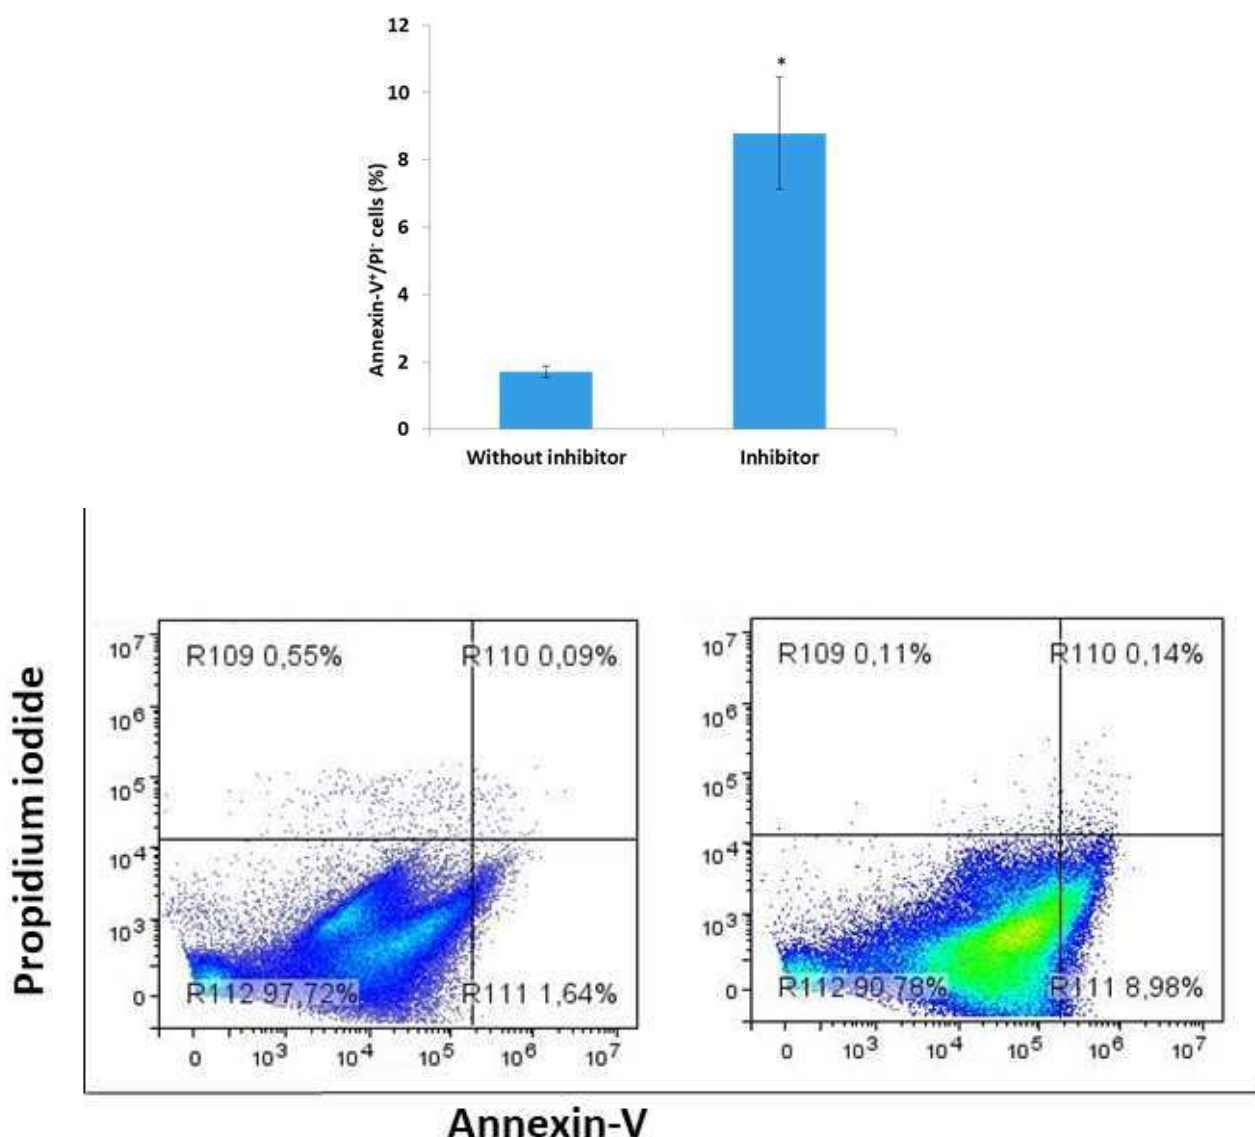 12
10
8
6
4
2
0
Annexin-V⁺/PI⁻ cells (%)
*
Without inhibitor
Inhibitor
Propidium iodide
10⁷
10⁶
10⁵
10⁴
10³
0
R109 0,55%
R110 0,09%
R112 97,72%
R111 1,64%
0
10³
10⁴
10⁵
10⁶
10⁷
10⁷
10⁶
10⁵
10⁴
10³
0
R109 0,11%
R110 0,14%
R112 90,78%
R111 8,98%
0
10³
10⁴
10⁵
10⁶
10⁷
Annexin-V